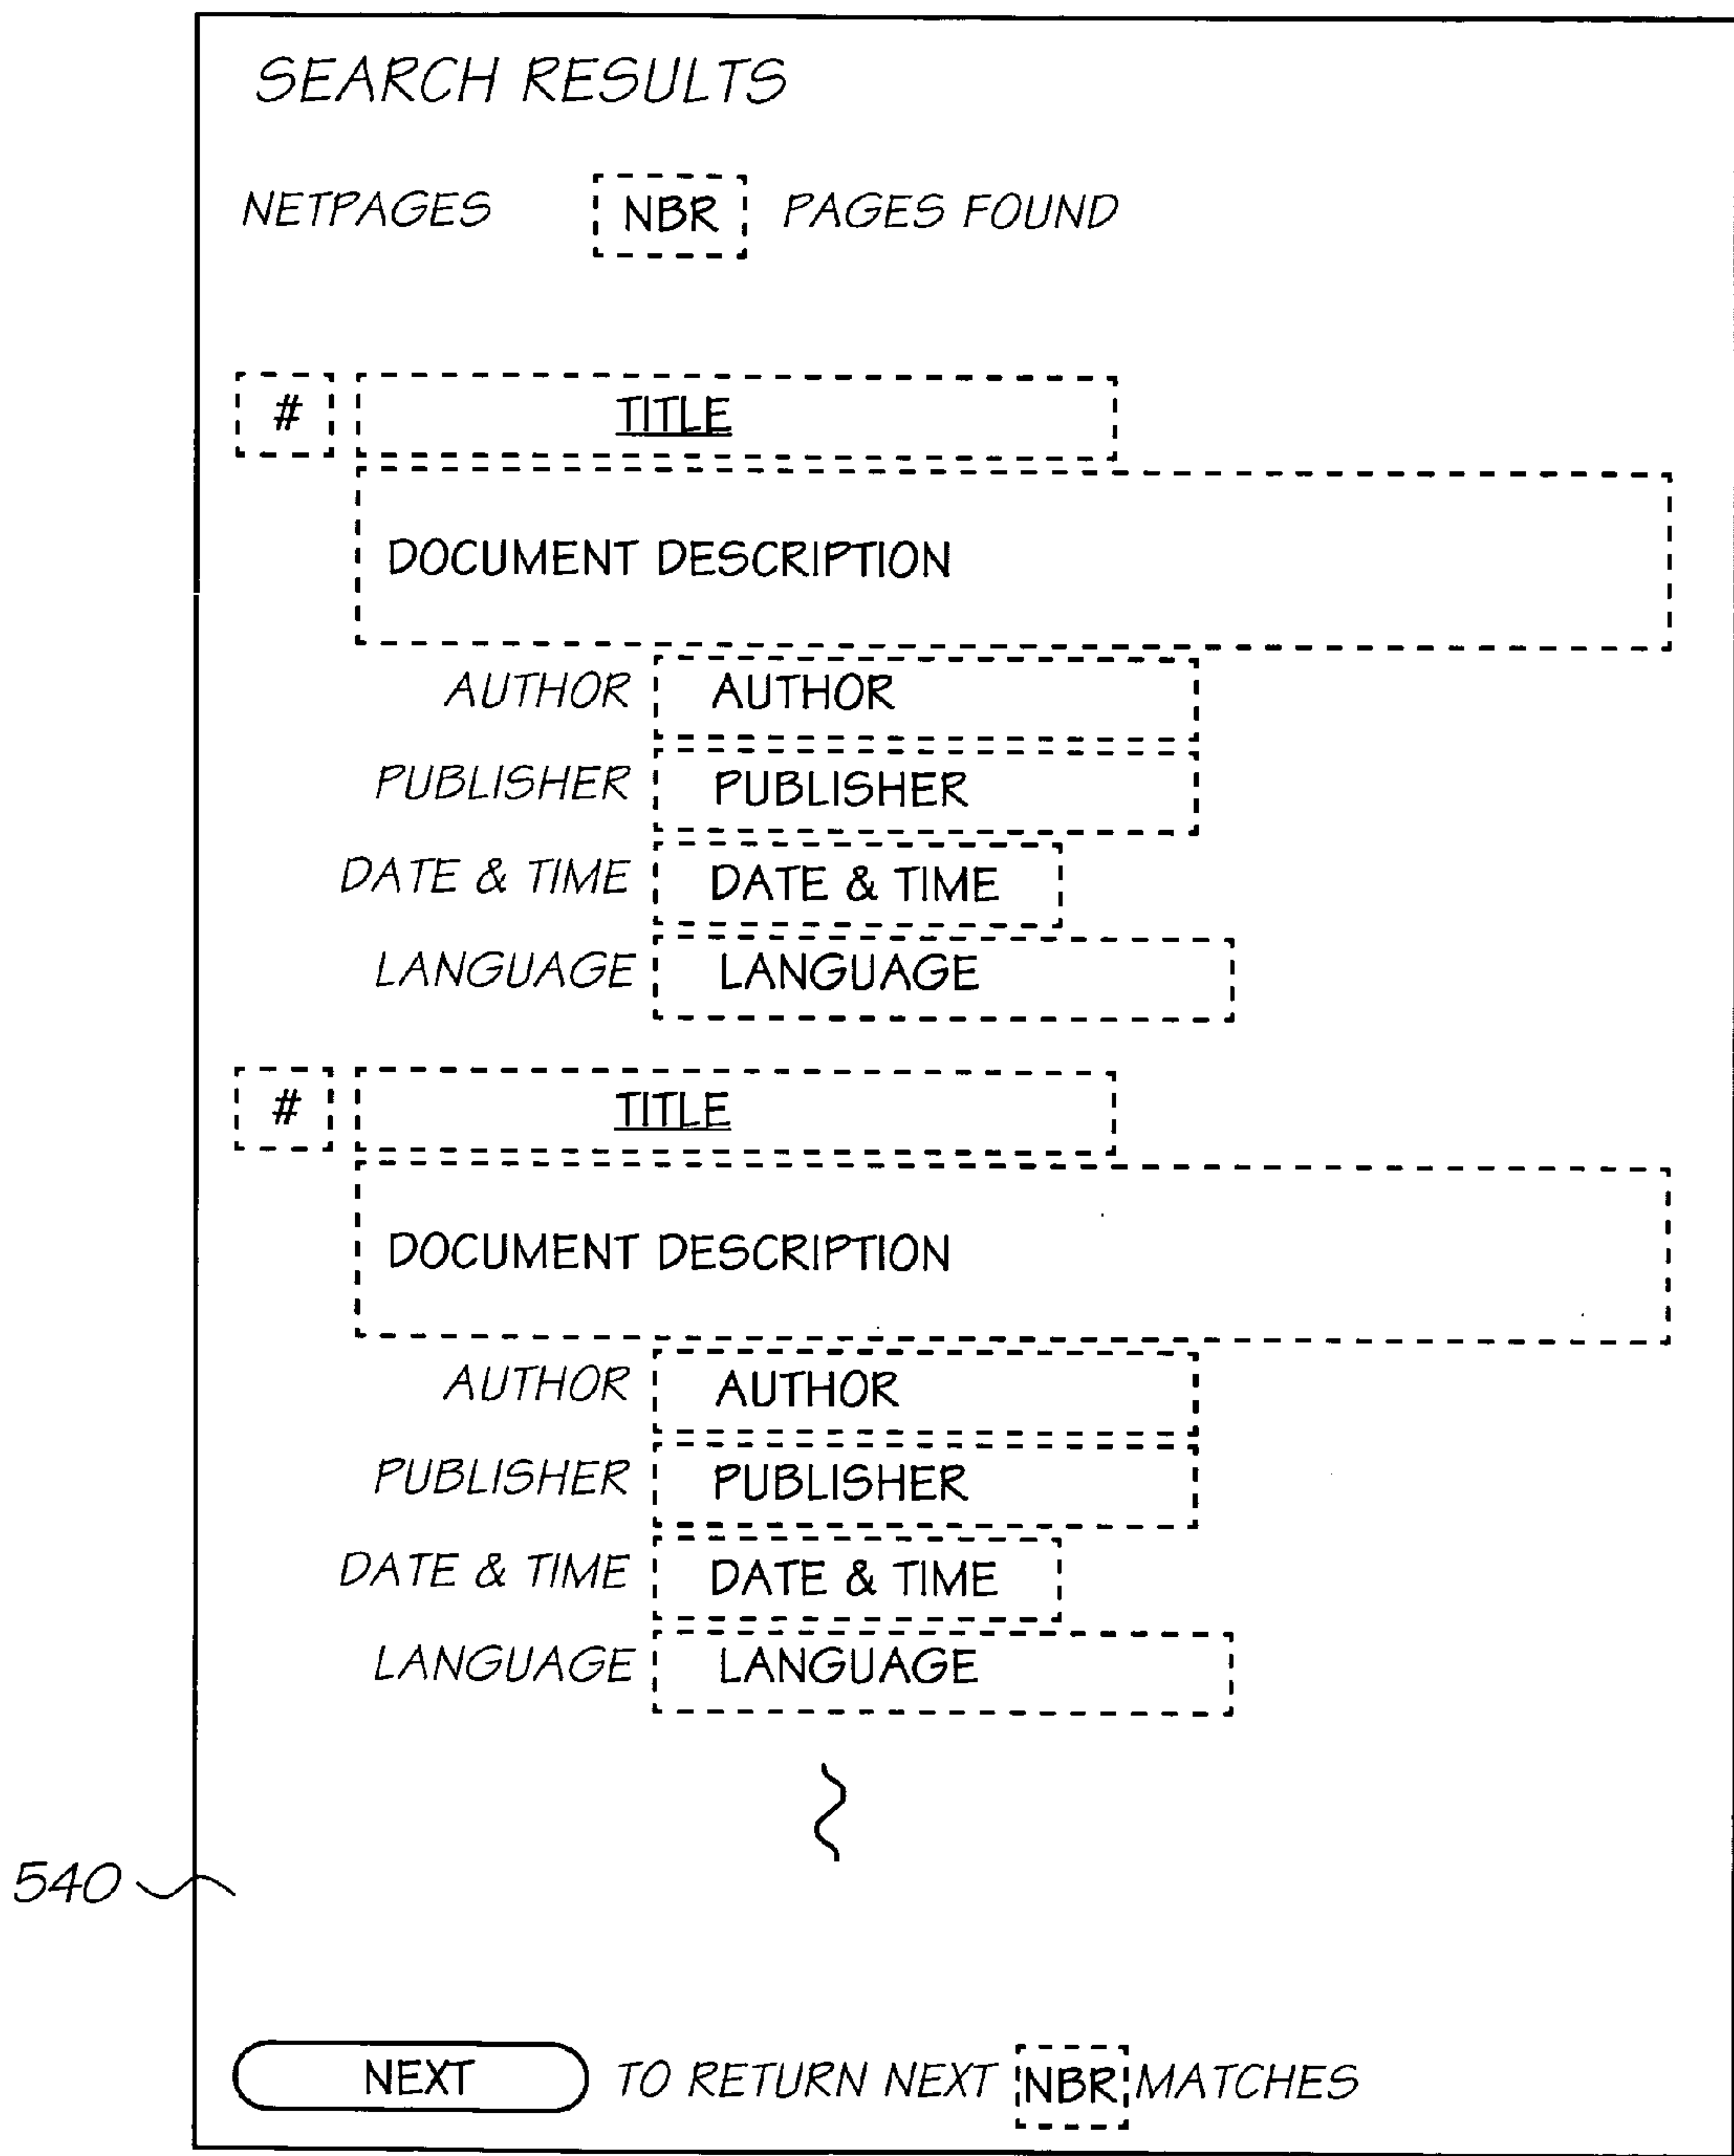 SEARCH RESULTS
NETPAGES NBR PAGES FOUND
# TITLE
DOCUMENT DESCRIPTION
AUTHOR AUTHOR
PUBLISHER PUBLISHER
DATE & TIME DATE & TIME
LANGUAGE LANGUAGE
# TITLE
DOCUMENT DESCRIPTION
AUTHOR AUTHOR
PUBLISHER PUBLISHER
DATE & TIME DATE & TIME
LANGUAGE LANGUAGE
540
NEXT TO RETURN NEXT NBR MATCHES